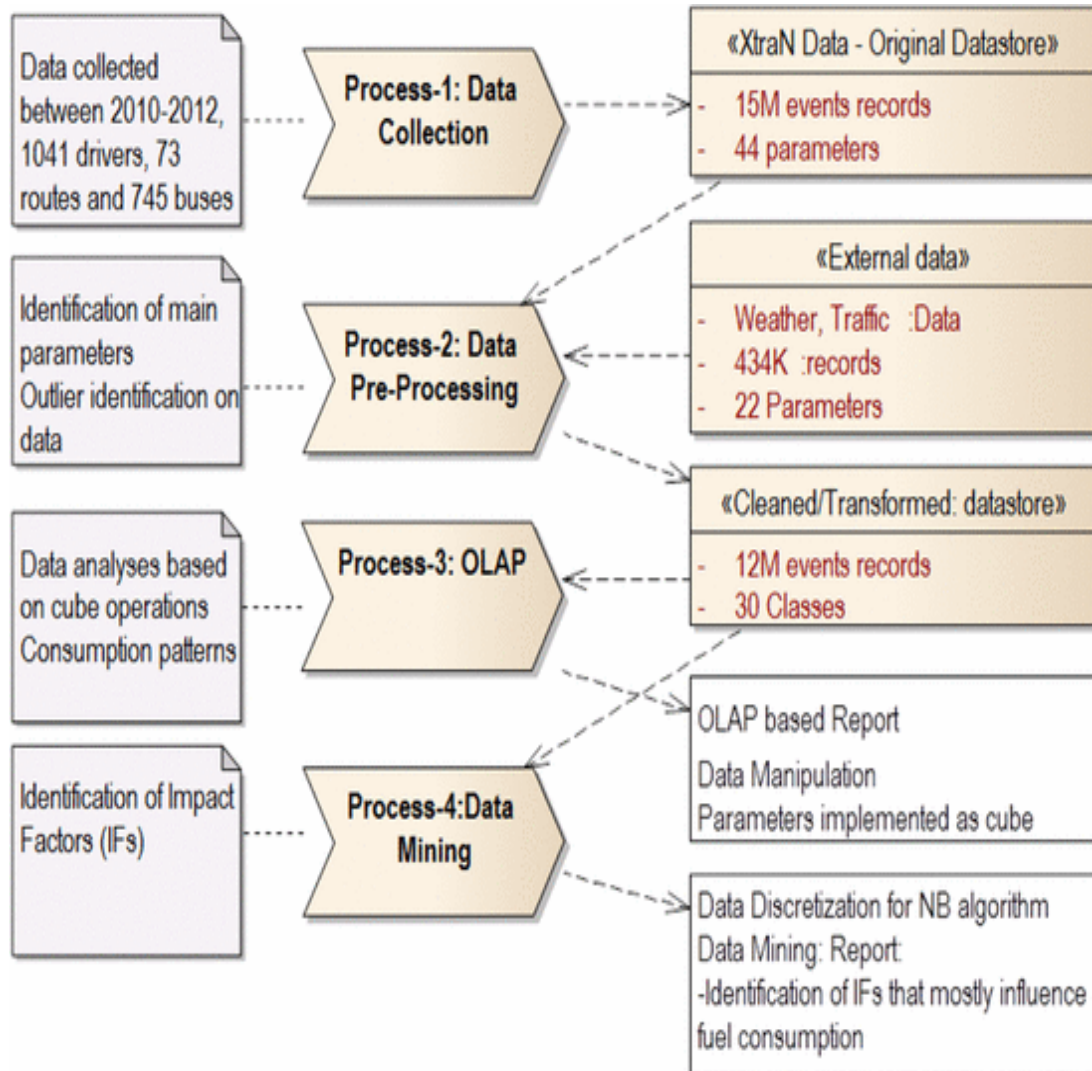 Data collected
between 2010-2012,
1041 drivers, 73
routes and 745 buses
Process-1: Data
Collection
«XtraN Data - Original Datastore»
- 15M events records
- 44 parameters
Identification of main
parameters
Outlier identification on
data
Process-2: Data
Pre-Processing
«External data»
- Weather, Traffic :Data
- 434K :records
- 22 Parameters
Data analyses based
on cube operations
Consumption patterns
Process-3: OLAP
«Cleaned/Transformed: datastore»
- 12M events records
- 30 Classes
OLAP based Report
Data Manipulation
Parameters implemented as cube
Identification of Impact
Factors (IFs)
Process-4:Data
Mining
Data Discretization for NB algorithm
Data Mining: Report:
-Identification of IFs that mostly influence
fuel consumption